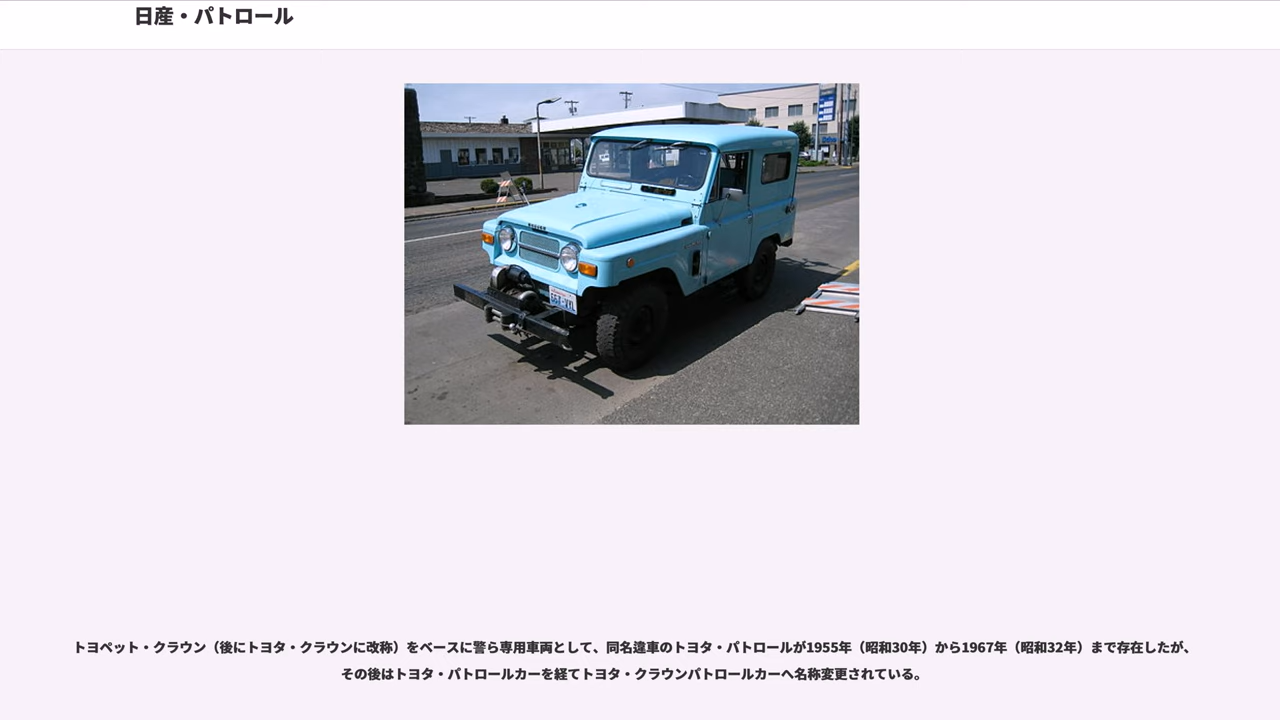 日産・パトロール
トヨペット・クラウン（後にトヨタ・クラウンに改称）をベースに警ら専用車両として、同名違車のトヨタ・パトロールが1955年（昭和30年）から1967年（昭和32年）まで存在したが、
その後はトヨタ・パトロールカーを経てトヨタ・クラウンパトロールカーへ名称変更されている。